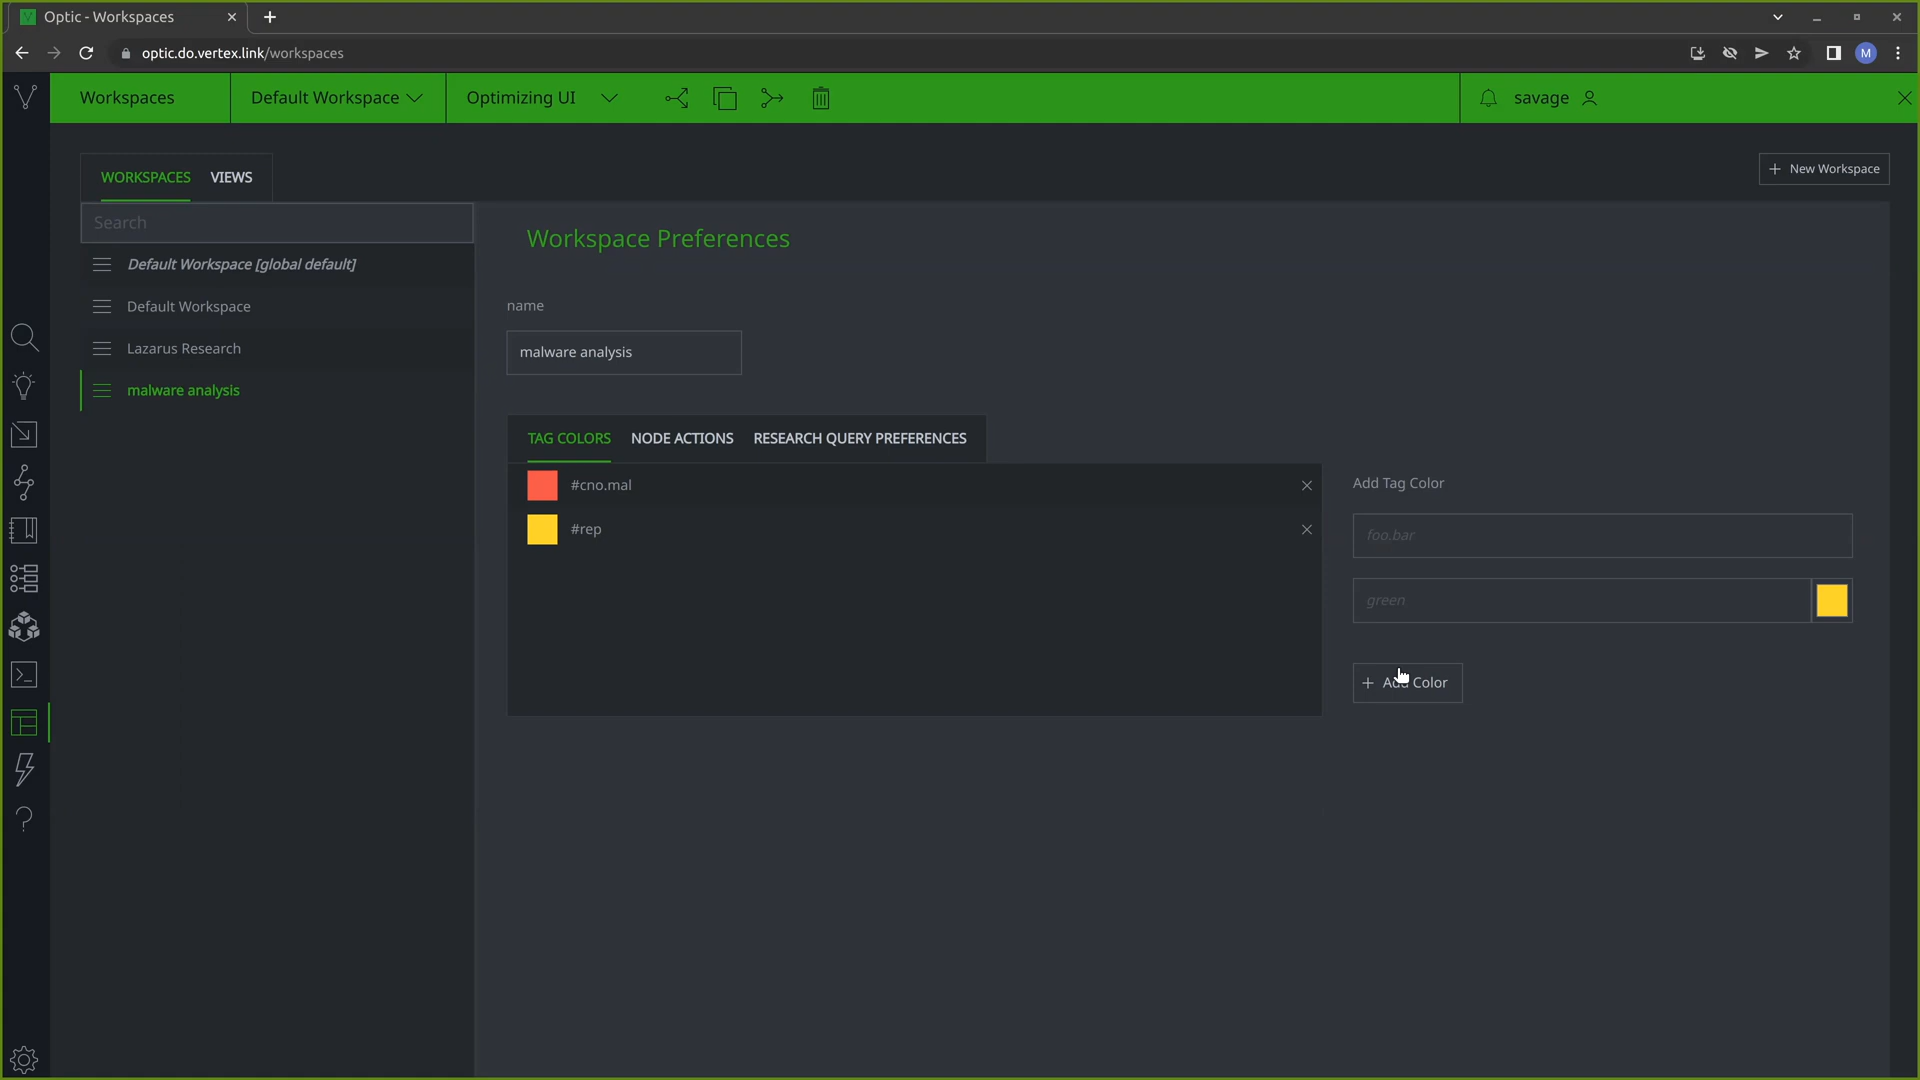 Optic - Workspaces
optic.do.vertex.link/workspaces
M
Workspaces
Default Workspace
Optimizing UI
savage
WORKSPACES
VIEWS
New Workspace
Search
Default Workspace [global default]
Default Workspace
Lazarus Research
malware analysis
Workspace Preferences
name
malware analysis
TAG COLORS
NODE ACTIONS
RESEARCH QUERY PREFERENCES
#cno.mal
#rep
Add Tag Color
foo.bar
green
Add Color